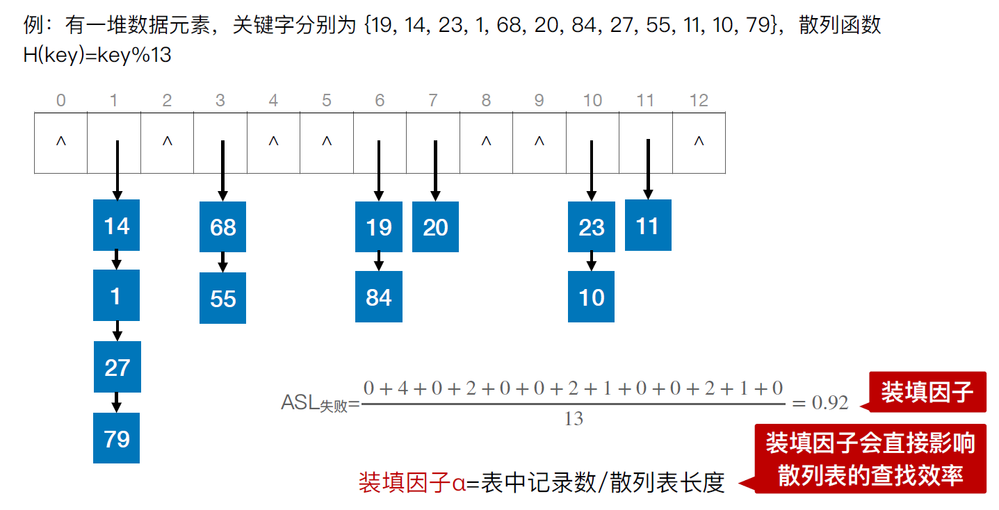 例：有一堆数据元素，关键字分别为 {19, 14, 23, 1, 68, 20, 84, 27, 55, 11, 10, 79}，散列函数
H(key)=key%13
0 1 2 3 4 5 6 7 8 9 10 11 12
^ ^ ^ ^ ^ ^ ^
14 68 19 20 23 11
1 55 84 10
27
79
ASL失败= 0 + 4 + 0 + 2 + 0 + 0 + 2 + 1 + 0 + 0 + 2 + 1 + 0 / 13 = 0.92
装填因子
装填因子会直接影响
散列表的查找效率
装填因子α=表中记录数/散列表长度